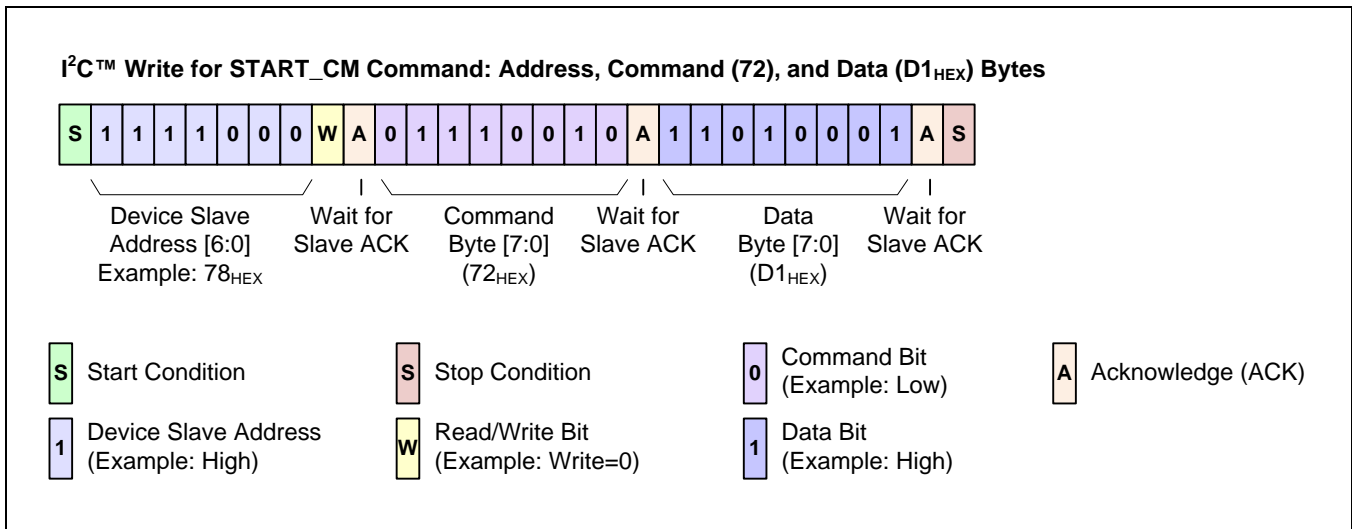 I²C™ Write for START_CM Command: Address, Command (72), and Data (D1HEX) Bytes
S 1 1 1 1 0 0 0 W A 0 1 1 1 0 0 1 0 A 1 1 0 1 0 0 0 1 A S
Device Slave Address [6:0] Example: 78HEX
Wait for Slave ACK
Command Byte [7:0] (72HEX)
Wait for Slave ACK
Data Byte [7:0] (D1HEX)
Wait for Slave ACK
S Start Condition
S Stop Condition
0 Command Bit (Example: Low)
A Acknowledge (ACK)
1 Device Slave Address (Example: High)
W Read/Write Bit (Example: Write=0)
1 Data Bit (Example: High)